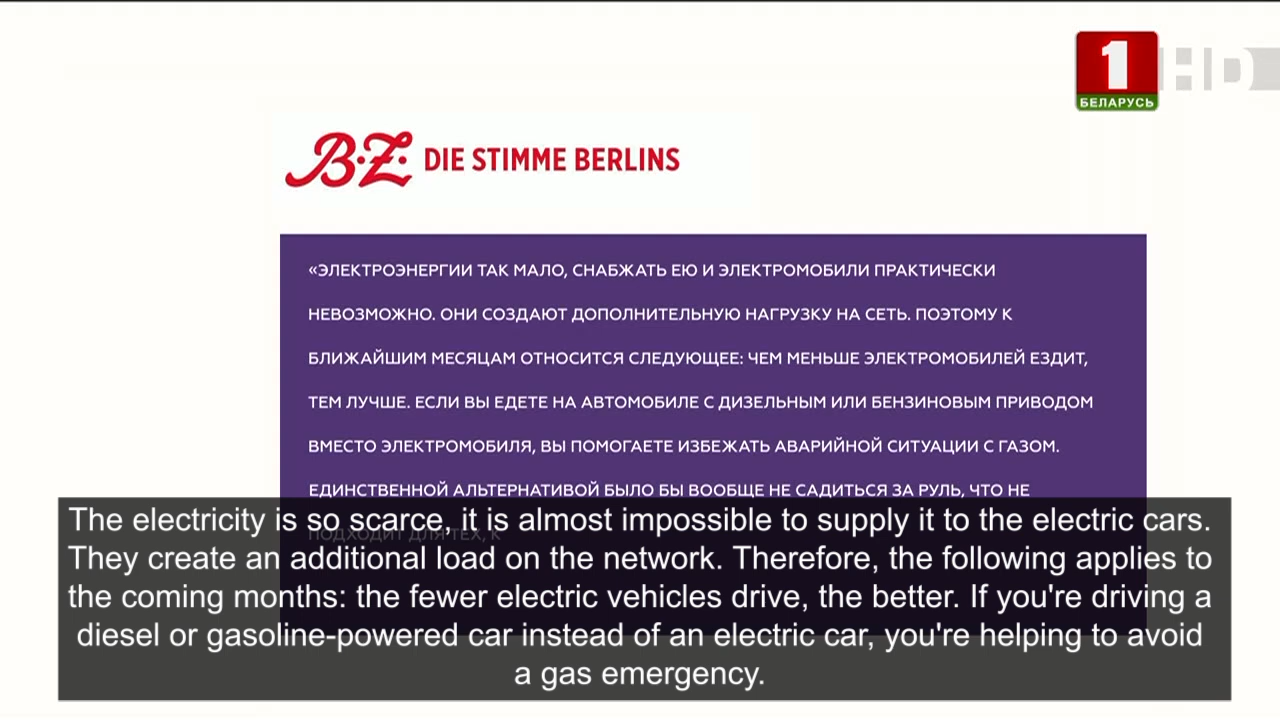 1 HD
БЕЛАРУСЬ
B·Z· DIE STIMME BERLINS
«ЭЛЕКТРОЭНЕРГИИ ТАК МАЛО, СНАБЖАТЬ ЕЮ И ЭЛЕКТРОМОБИЛИ ПРАКТИЧЕСКИ
НЕВОЗМОЖНО. ОНИ СОЗДАЮТ ДОПОЛНИТЕЛЬНУЮ НАГРУЗКУ НА СЕТЬ. ПОЭТОМУ К
БЛИЖАЙШИМ МЕСЯЦАМ ОТНОСИТСЯ СЛЕДУЮЩЕЕ: ЧЕМ МЕНЬШЕ ЭЛЕКТРОМОБИЛЕЙ ЕЗДИТ,
ТЕМ ЛУЧШЕ. ЕСЛИ ВЫ ЕДЕТЕ НА АВТОМОБИЛЕ С ДИЗЕЛЬНЫМ ИЛИ БЕНЗИНОВЫМ ПРИВОДОМ
ВМЕСТО ЭЛЕКТРОМОБИЛЯ, ВЫ ПОМОГАЕТЕ ИЗБЕЖАТЬ АВАРИЙНОЙ СИТУАЦИИ С ГАЗОМ.
ЕДИНСТВЕННОЙ АЛЬТЕРНАТИВОЙ БЫЛО БЫ ВООБЩЕ НЕ САДИТЬСЯ ЗА РУЛЬ, ЧТО НЕ
ПОДХОДИТ ДЛЯ ТЕХ, К
The electricity is so scarce, it is almost impossible to supply it to the electric cars.
They create an additional load on the network. Therefore, the following applies to
the coming months: the fewer electric vehicles drive, the better. If you're driving a
diesel or gasoline-powered car instead of an electric car, you're helping to avoid
a gas emergency.